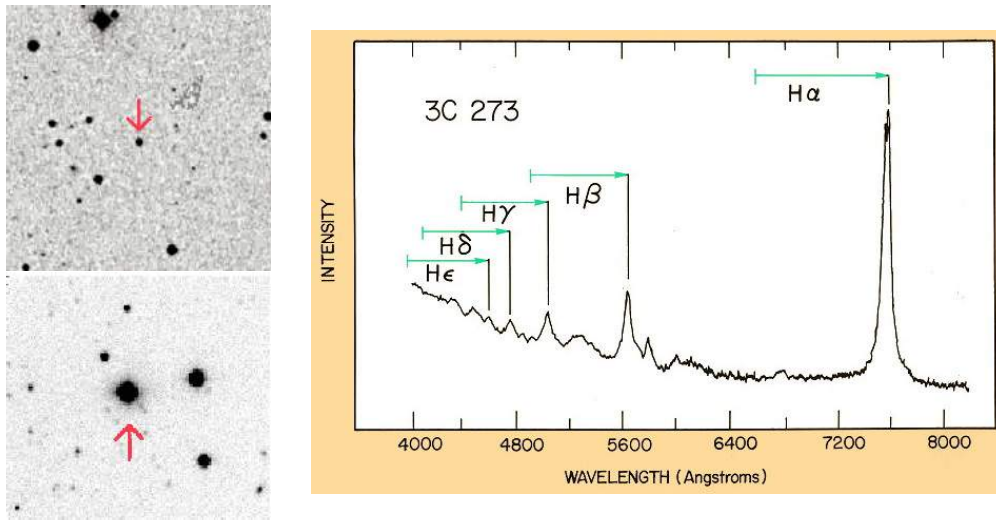 3C 273
Hα
Hβ
Hγ
Hδ
Hϵ
INTENSITY
4000 4800 5600 6400 7200 8000
WAVELENGTH (Angstroms)